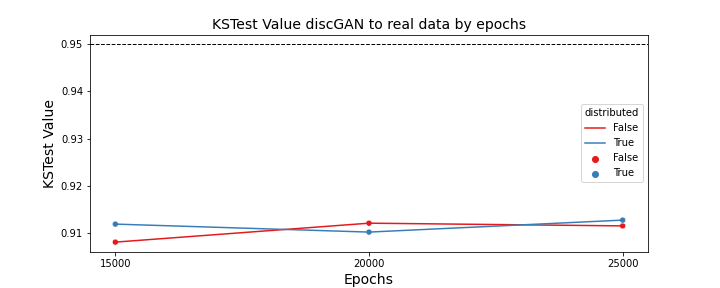 KSTest Value discGAN to real data by epochs
KSTest Value
0.95
0.94
0.93
0.92
0.91
distributed
False
True
False
True
15000
20000
25000
Epochs